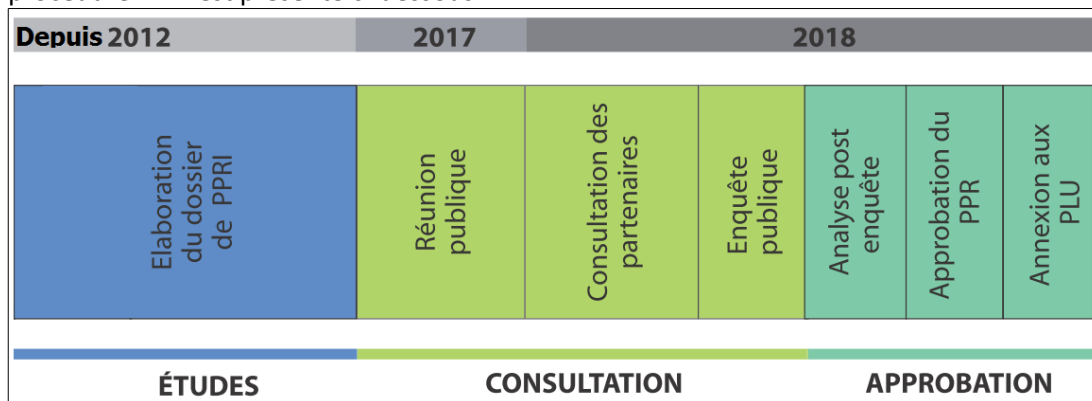 Depuis 2012
2017
2018
Elaboration
du dossier
de PPRI
Réunion
publique
Consultation des
partenaires
Enquête
publique
Analyse post
enquête
Approbation du
PPR
Annexion aux
PLU
ÉTUDES
CONSULTATION
APPROBATION